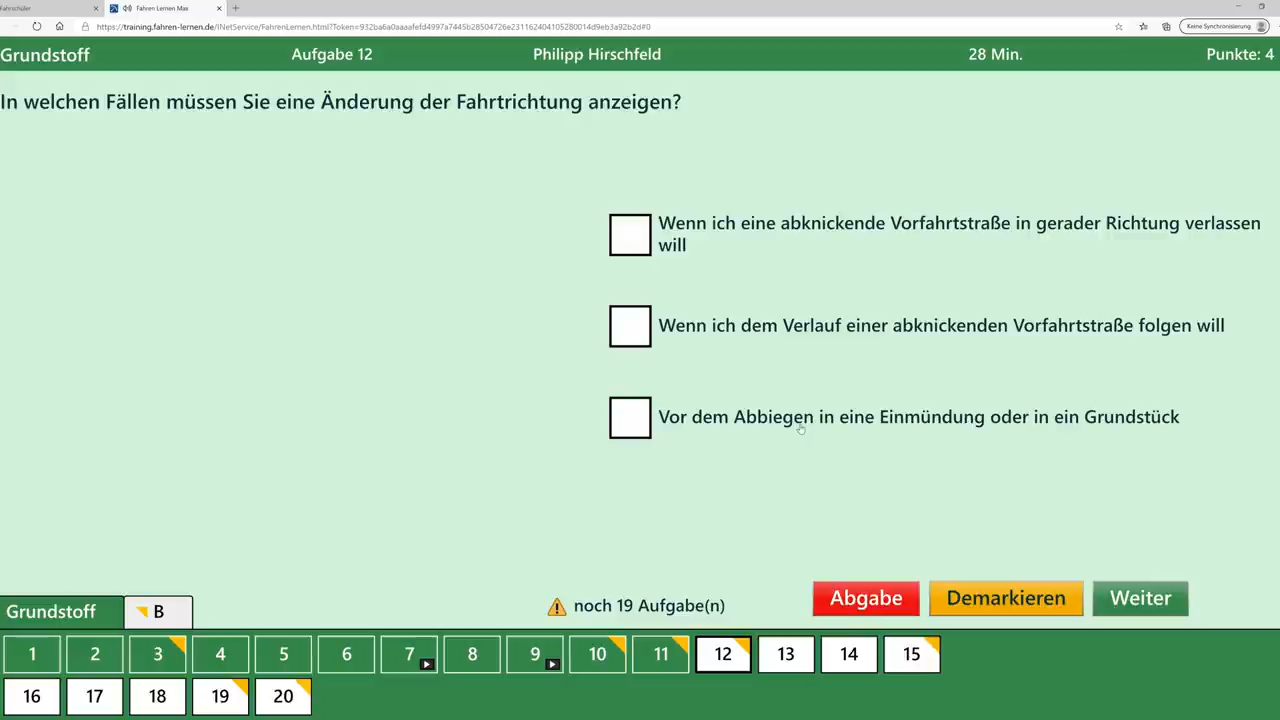 Fahrschüler
Fahren Lernen Max
https://training.fahren-lernen.de/INetService/FahrenLernen.html?Token=932ba6a0aaaafefd4997a7445b28504726e231162404105280014d9eb3a92b2d#0
Keine Synchronisierung
Grundstoff Aufgabe 12 Philipp Hirschfeld 28 Min. Punkte: 4
In welchen Fällen müssen Sie eine Änderung der Fahrtrichtung anzeigen?
Wenn ich eine abknickende Vorfahrtstraße in gerader Richtung verlassen
will
Wenn ich dem Verlauf einer abknickenden Vorfahrtstraße folgen will
Vor dem Abbiegen in eine Einmündung oder in ein Grundstück
Grundstoff B noch 19 Aufgabe(n) Abgabe Demarkieren Weiter
1 2 3 4 5 6 7 8 9 10 11 12 13 14 15
16 17 18 19 20